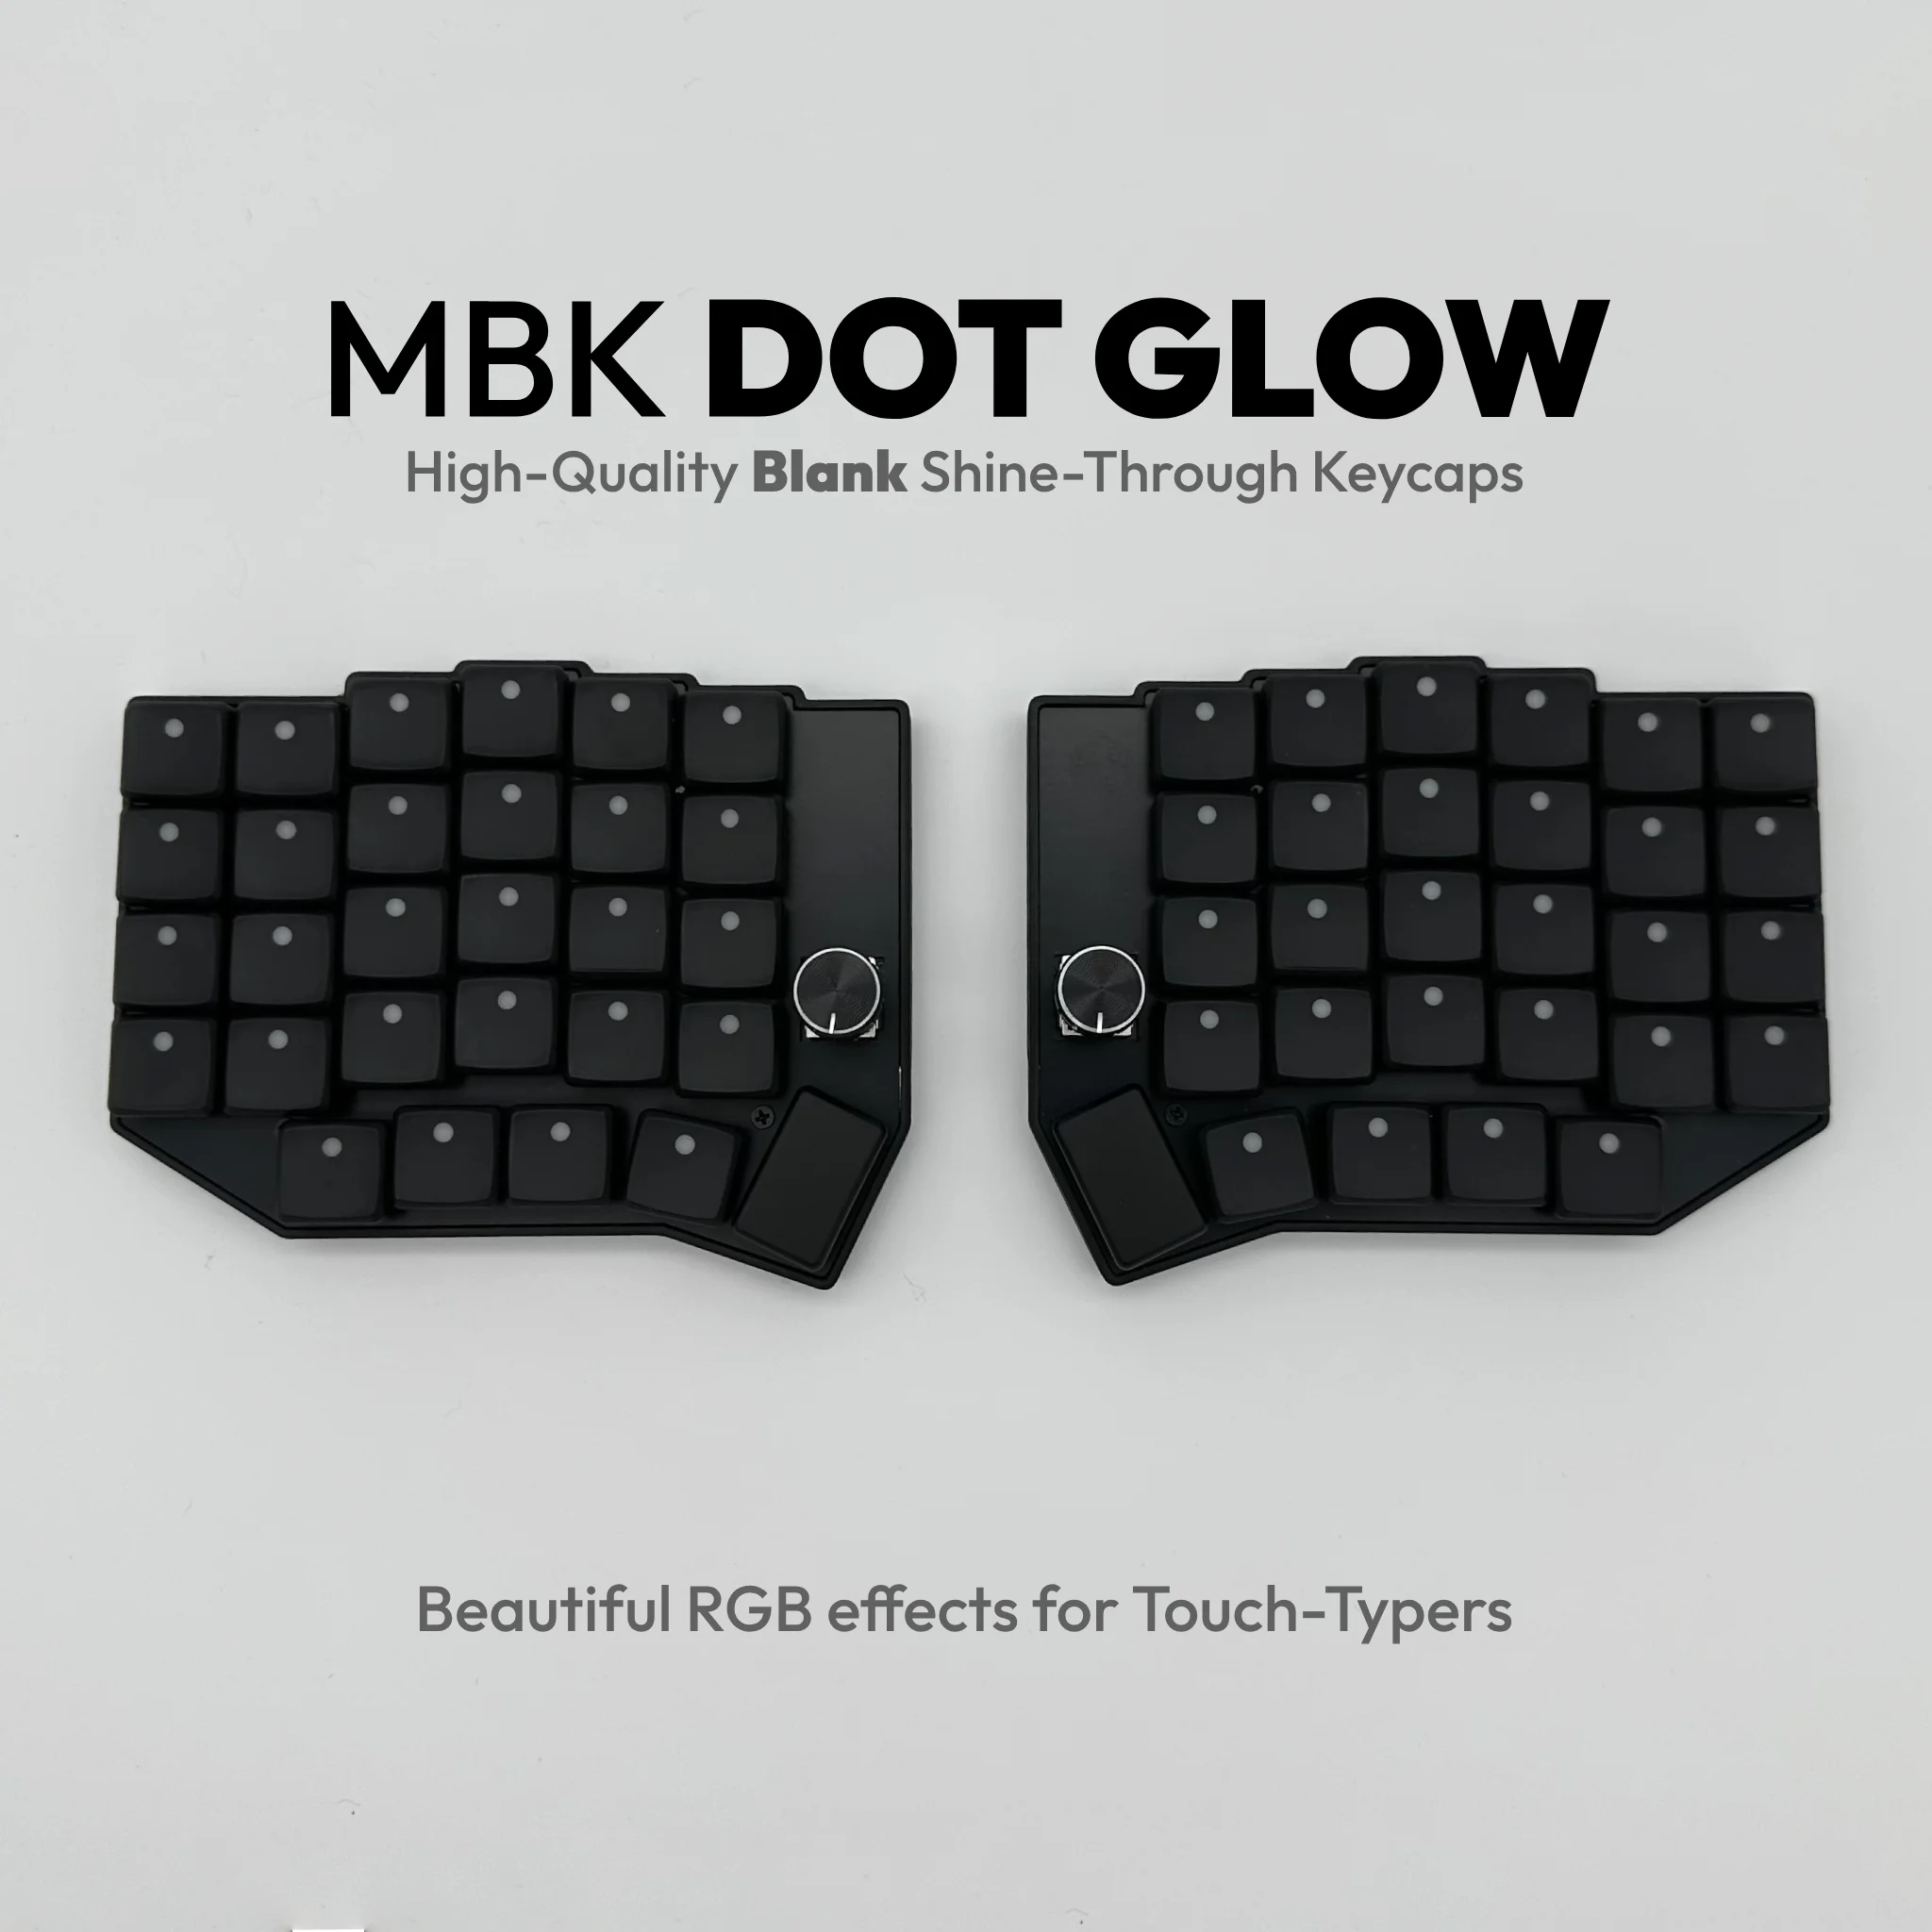 MBK DOT GLOW
High-Quality Blank Shine-Through Keycaps
Beautiful RGB effects for Touch-Typers